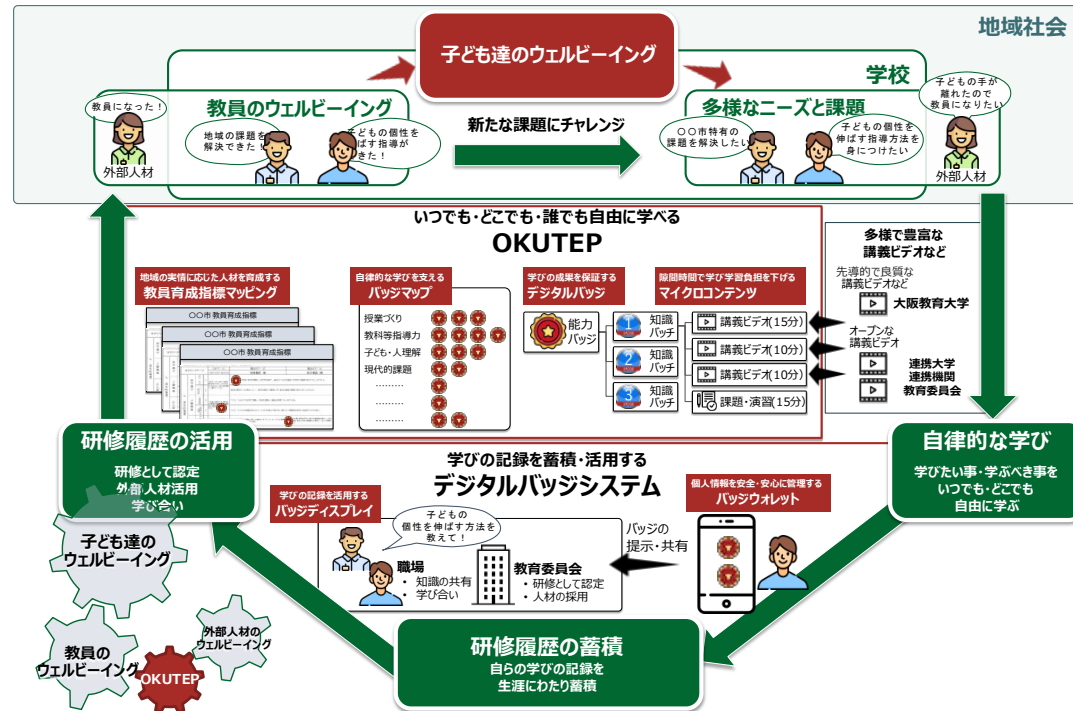 地域社会
子ども達のウェルビーイング
学校
教員のウェルビーイング
多様なニーズと課題
新たな課題にチャレンジ
教員になった！
外部人材
地域の課題を
解決できた！
子どもの個性を
ばす指導が
きた！
〇〇市特有の
課題を解決したい
子どもの個性を
伸ばす指導方法を
身につけたい
子どもの手が
離れたので
教員になりたい
外部人材
いつでも・どこでも・誰でも自由に学べる
OKUTEP
地域の実情に応じた人材を育成する
教員育成指標マッピング
〇〇市 教員育成指標
〇〇市 教員育成指標
〇〇市 教員育成指標
自律的な学びを支える
バッジマップ
授業づくり
教科等指導力
子ども・人理解
現代的課題
………
………
………
学びの成果を保証する
デジタルバッジ
能力
バッジ
1
知識
バッチ
2
知識
バッチ
3
知識
バッチ
隙間時間で学び学習負担を下げる
マイクロコンテンツ
講義ビデオ(15分)
講義ビデオ(10分)
講義ビデオ(10分)
課題・演習(15分)
多様で豊富な
講義ビデオなど
先導的で良質な
講義ビデオなど
大阪教育大学
オープンな
講義ビデオ
連携大学
連携機関
教育委員会
自律的な学び
学びたい事・学ぶべき事を
いつでも・どこでも
自由に学ぶ
学びの記録を蓄積・活用する
デジタルバッジシステム
学びの記録を活用する
バッジディスプレイ
子どもの
個性を伸ばす方法を
教えて！
職場
・ 知識の共有
・ 学び合い
教育委員会
・ 研修として認定
・ 人材の採用
バッジの
提示・共有
個人情報を安全・安心に管理する
バッジウォレット
研修履歴の蓄積
自らの学びの記録を
生涯にわたり蓄積
研修履歴の活用
研修として認定
外部人材活用
学び合い
子ども達の
ウェルビーイング
教員の
ウェルビーイング
外部人材の
ウェルビーイング
OKUTEP